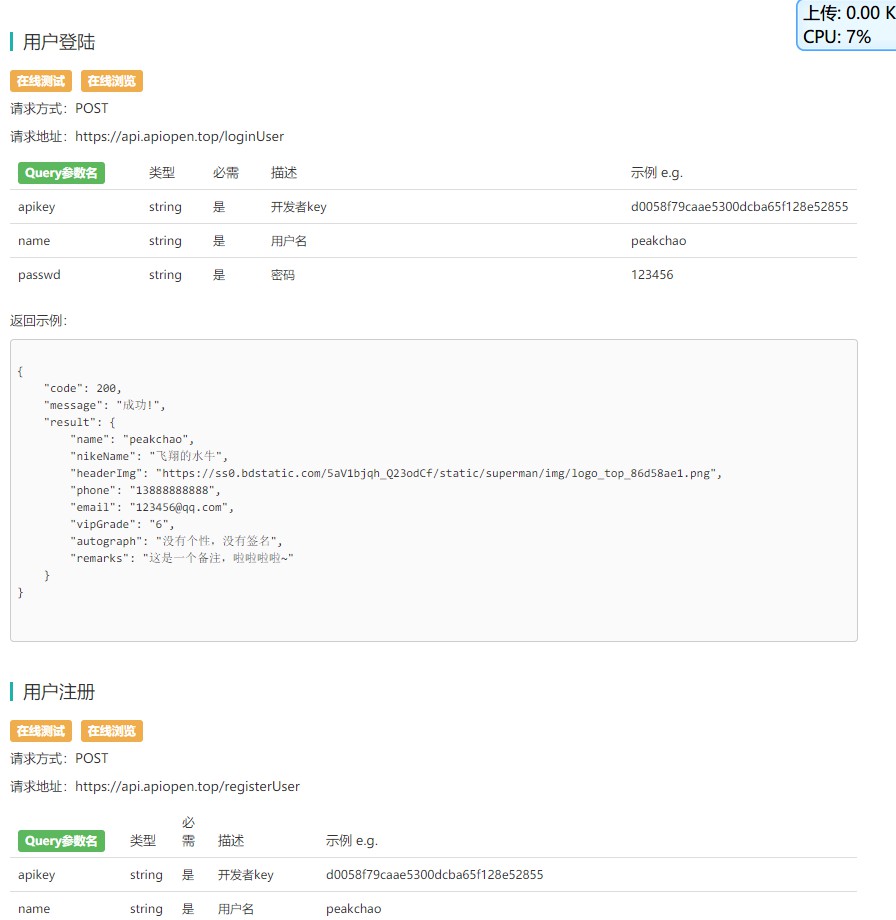 上传: 0.00 K
CPU: 7%
用户登陆
在线测试 在线浏览
请求方式: POST
请求地址: https://api.apiopen.top/loginUser
Query参数名 类型 必需 描述 示例 e.g.
apikey string 是 开发者key d0058f79caae5300dcba65f128e52855
name string 是 用户名 peakchao
passwd string 是 密码 123456
返回示例:
{
"code": 200,
"message": "成功!",
"result": {
"name": "peakchao",
"nikeName": "飞翔的水牛",
"headerImg": "https://ss0.bdstatic.com/5aV1bjqh_Q23odCf/static/superman/img/logo_top_86d58ae1.png",
"phone": "13888888888",
"email": "123456@qq.com",
"vipGrade": "6",
"autograph": "没有个性，没有签名",
"remarks": "这是一个备注，啦啦啦啦~"
}
}
用户注册
在线测试 在线浏览
请求方式: POST
请求地址: https://api.apiopen.top/registerUser
Query参数名 类型 必需 描述 示例 e.g.
apikey string 是 开发者key d0058f79caae5300dcba65f128e52855
name string 是 用户名 peakchao